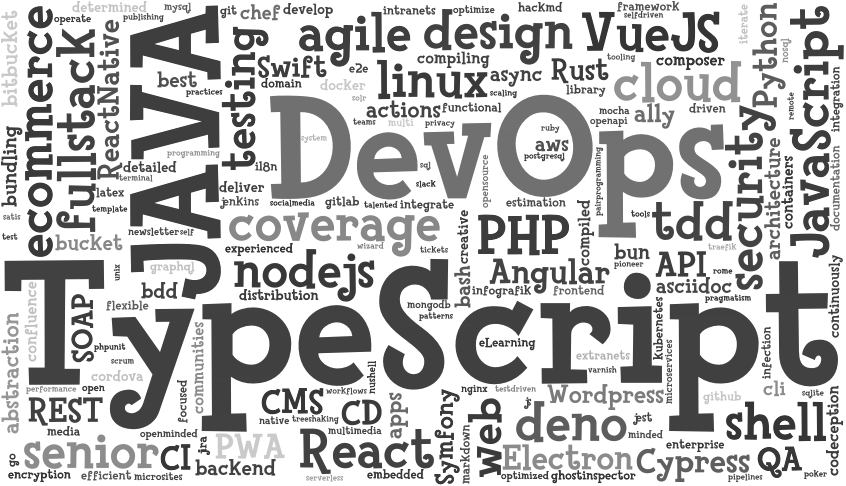 determined
mysql
git
chef
develop
intranets
optimize
hackmd
framework
selfdriven
iterate
bitbucket
operate
publishing
JAVA
agile
design
VueJS
tooling
nosql
Python
JavaScript
ecommerce
fullstack
ReactNative
best
practices
testing
Swift
domain
e2e
compiling
linux
async
scaling
Rust
library
composer
cloud
docker
solr
actions
functional
mocha
openapi
ally
driven
remote
integration
bundling
detailed
terminal
programming
i18n
DevOps
system
teams
multi
privacy
ruby
aws
postgresql
pairprogramming
security
architecture
containers
documentation
latex
template
deliver
jenkins
socialmedia
gitlab
talented
integrate
sql
slack
opensource
estimation
compiled
tools
tdd
traefik
satis
test
bucket
newsletter
self
coverage
experienced
wizard
tickets
creative
bash
PHP
bun
pioneer
API
rome
asciidoc
pragmatism
continuously
unix
graphql
bdd
nodejs
distribution
Angular
infografik
frontend
mongodb
patterns
TypeScript
confluence
abstraction
SOAP
flexible
phpunit
scrum
cordova
communities
focused
eLearning
extranets
varnish
Kubernetes
microservices
infection
performance
open
REST
media
openminded
CMS
native
workflows
treeshaking
nushell
CD
multimedia
apps
nginx
testdriven
Wordpress
github
cli
sqlite
go
senior
CI
jra
PWA
React
Symfony
markdown
web
jr
deno
jest
minded
enterprise
shell
codeception
encryption
efficient
microsites
backend
serverless
embedded
Electron
optimized
ghostinspector
Cypress
pipelines
QA
poker